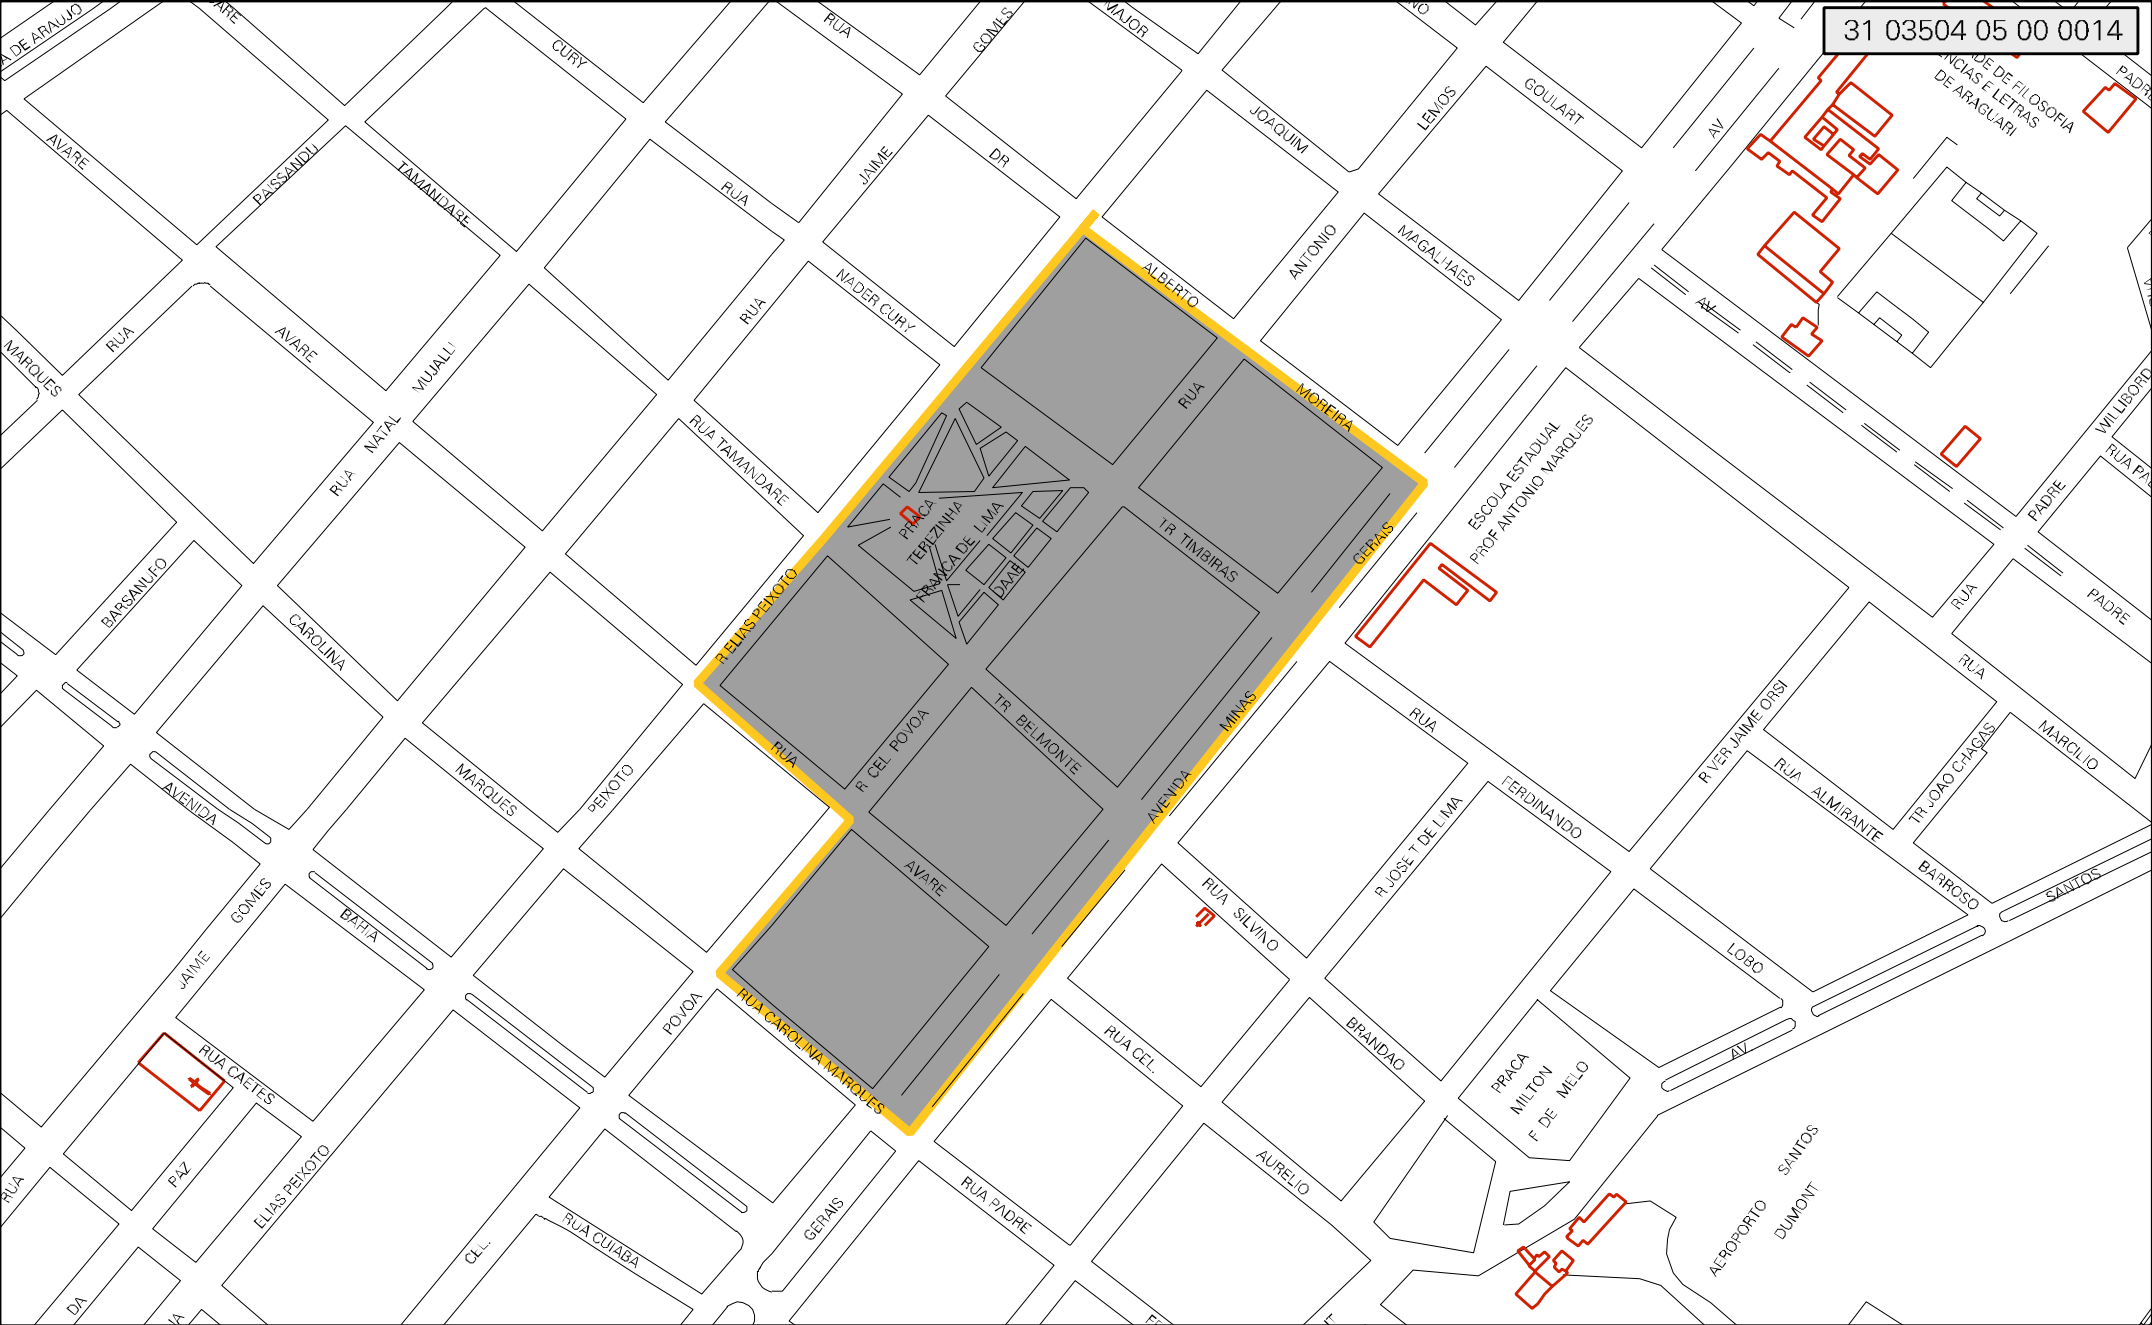 31 03504 05 00 0014
A DE ARAUJO
CURY
RUA
GOMES
MAJOR
GOULART
AV
DE DE FILOSOFIA
NCIAS E LETRAS
DE ARAGUARI
PADRE
AVARE
PAISSANDU
TAMANDARE
RUA
JAIME
DR
JOAQUIM
LEMOS
MARQUES
RUA
AVARE
MUJALLI
NATAL
RUA
RUA
NADER CURY
ALBERTO
ANTONIO
MAGALHAES
AV
RUA TAMANDARE
RUA
MOREIRA
ESCOLA ESTADUAL
PROF ANTONIO MARQUES
WILLIBORD
RUA PA
PADRE
PRACA
TEREZINHA
FRANCA DE LIMA
DAAE
TR TIMBIRAS
GERAIS
BARSANUFO
CAROLINA
R ELIAS PEIXOTO
RUA
PADRE
RUA
MARCILIO
RUA
R CEL POVOA
TR BELMONTE
MINAS
AVENIDA
RUA
FERDINANDO
R VER JAIME ORSI
RUA
ALMIRANTE
BARROSO
TR JOAO CHAGAS
SANTOS
AVENIDA
MARQUES
PEIXOTO
AVARE
R JOSE T DE LIMA
RUA SILVINO
LOBO
GOMES
BAHIA
JAIME
POVOA
RUA CAROLINA MARQUES
RUA CEL.
BRANDAO
PRACA
MILTON
F DE MELO
AV
RUA CAETES
PAZ
RUA
ELIAS PEIXOTO
CEL.
RUA CUIABA
GERAIS
RUA PADRE
AURELIO
AEROPORTO SANTOS
DUMONT
DA